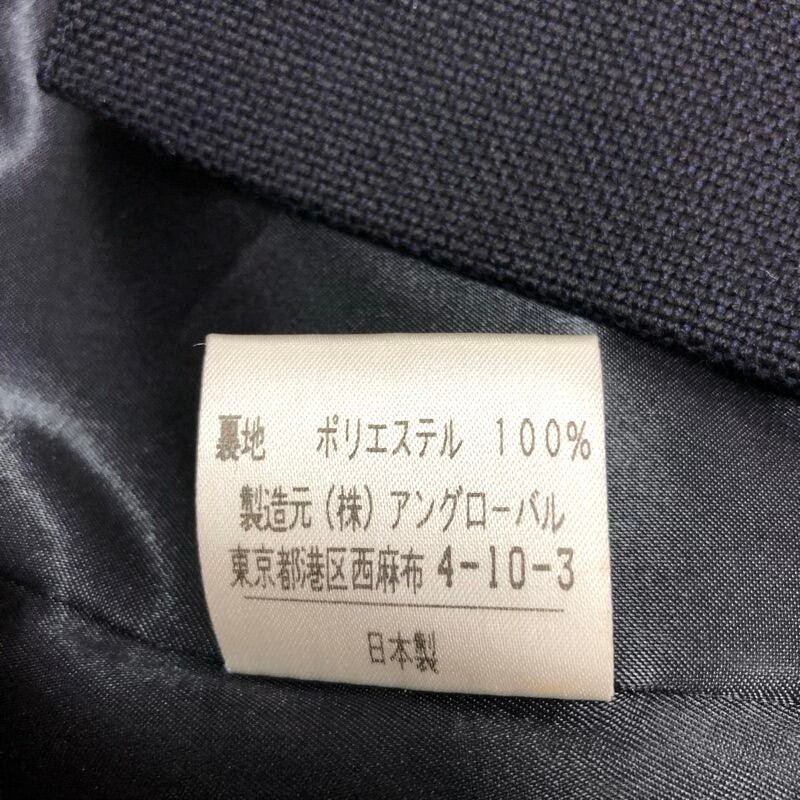 裏地 ポリエステル 100%
製造元(株)アングローバル
東京都港区西麻布4-10-3
日本製